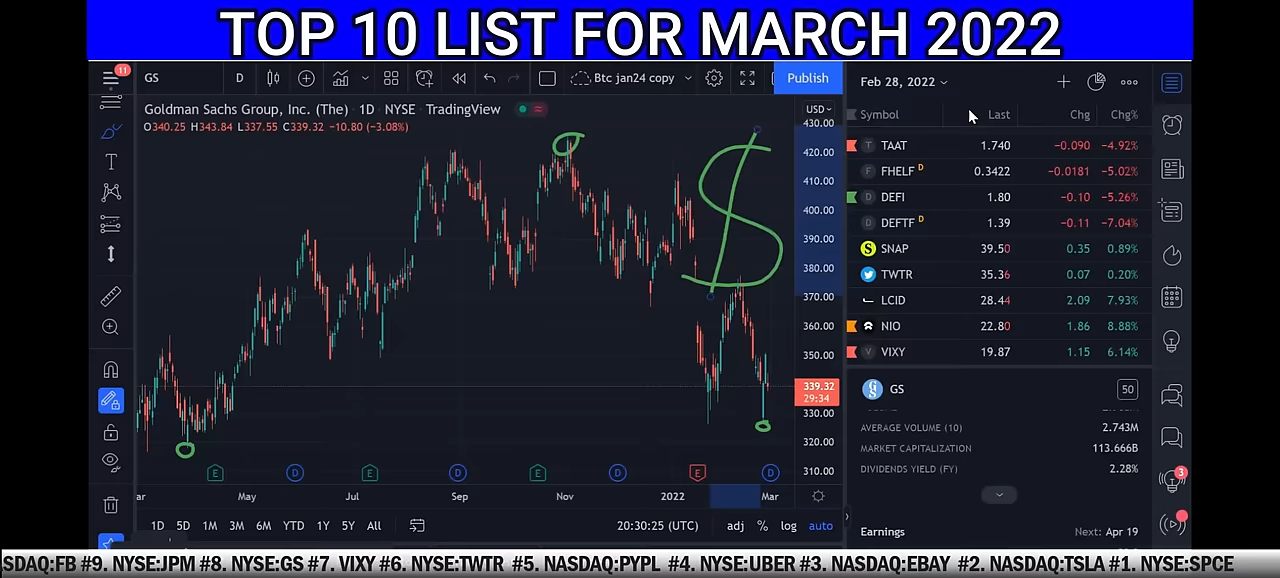 TOP 10 LIST FOR MARCH 2022
11
GS
D
Btc jan24 copy
Publish
Feb 28, 2022
Goldman Sachs Group, Inc. (The) · 1D · NYSE · TradingView
O340.25 H343.84 L337.55 C339.32 −10.80 (−3.08%)
USD
430.00
420.00
410.00
400.00
390.00
380.00
370.00
360.00
350.00
339.32
29:34
330.00
320.00
310.00
$
E D E D E D E D
ar May Jul Sep Nov 2022 Mar
1D 5D 1M 3M 6M YTD 1Y 5Y All
20:30:25 (UTC)
adj % log auto
Symbol Last Chg Chg%
T TAAT 1.740 −0.090 −4.92%
F FHELF D 0.3422 −0.0181 −5.02%
D DEFI 1.80 −0.10 −5.26%
D DEFTF D 1.39 −0.11 −7.04%
S SNAP 39.50 0.35 0.89%
TWTR 35.36 0.07 0.20%
LCID 28.44 2.09 7.93%
NIO 22.80 1.86 8.88%
V VIXY 19.87 1.15 6.14%
GS
50
AVERAGE VOLUME (10) 2.743M
MARKET CAPITALIZATION 113.666B
DIVIDENDS YIELD (FY) 2.28%
Earnings Next: Apr 19
3
SDAQ:FB #9. NYSE:JPM #8. NYSE:GS #7. VIXY #6. NYSE:TWTR #5. NASDAQ:PYPL #4. NYSE:UBER #3. NASDAQ:EBAY #2. NASDAQ:TSLA #1. NYSE:SPCE